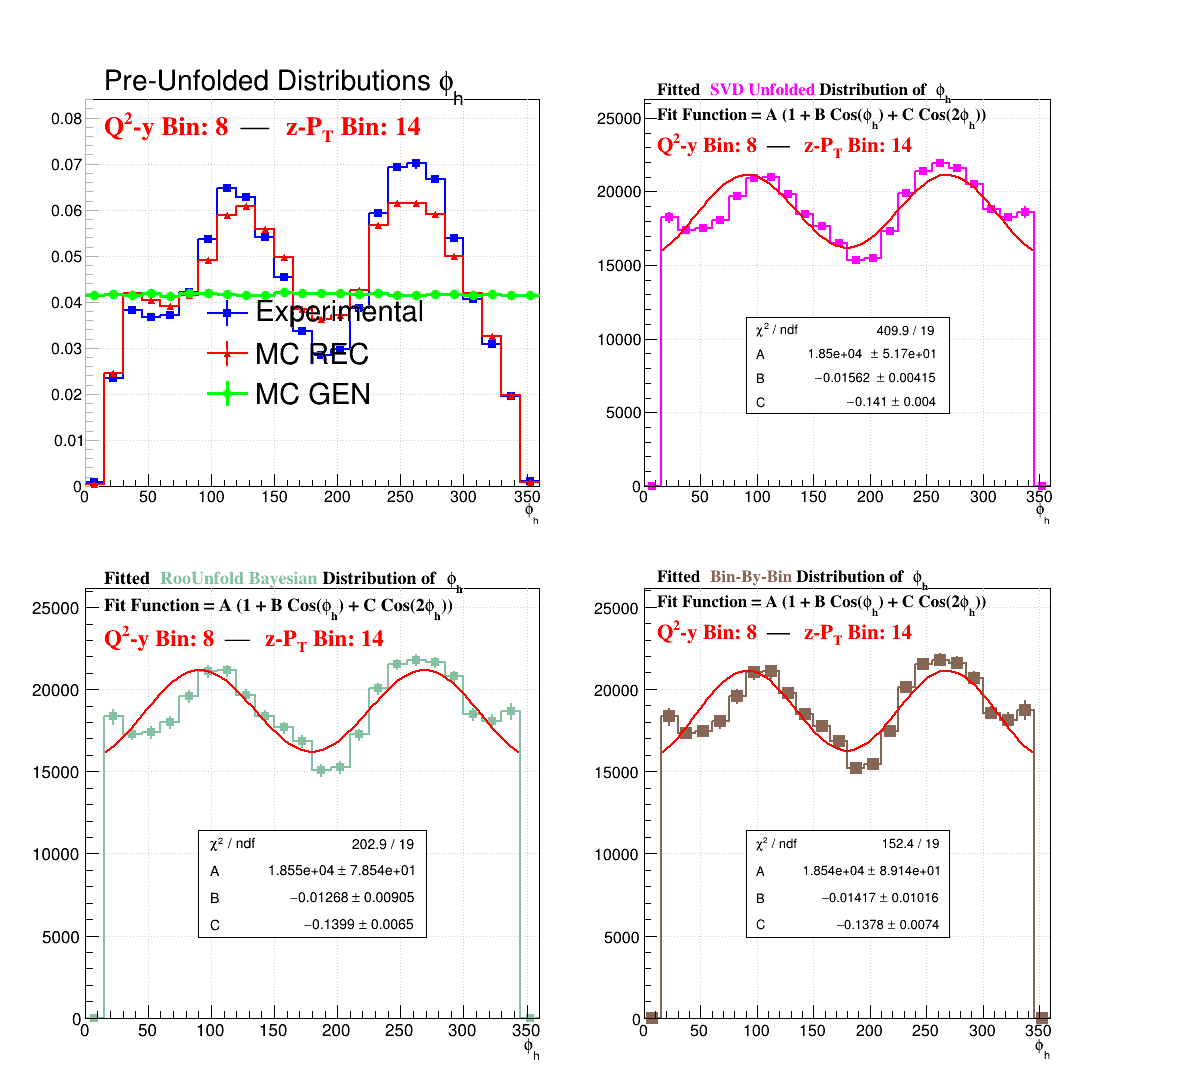 Pre-Unfolded Distributions ϕh
Q²-y Bin: 8 — z-PT Bin: 14
0.08
0.07
0.06
0.05
0.04
0.03
0.02
0.01
0
Experimental
MC REC
MC GEN
0 50 100 150 200 250 300 350
ϕh
Fitted SVD Unfolded Distribution of ϕh
Fit Function = A (1 + B Cos(ϕh) + C Cos(2ϕh))
Q²-y Bin: 8 — z-PT Bin: 14
25000
20000
15000
10000
5000
0
χ² / ndf 409.9 / 19
A 1.85e+04 ± 5.17e+01
B −0.01562 ± 0.00415
C −0.141 ± 0.004
0 50 100 150 200 250 300 350
ϕh
Fitted RooUnfold Bayesian Distribution of ϕh
Fit Function = A (1 + B Cos(ϕh) + C Cos(2ϕh))
Q²-y Bin: 8 — z-PT Bin: 14
25000
20000
15000
10000
5000
0
χ² / ndf 202.9 / 19
A 1.855e+04 ± 7.854e+01
B −0.01268 ± 0.00905
C −0.1399 ± 0.0065
0 50 100 150 200 250 300 350
ϕh
Fitted Bin-By-Bin Distribution of ϕh
Fit Function = A (1 + B Cos(ϕh) + C Cos(2ϕh))
Q²-y Bin: 8 — z-PT Bin: 14
25000
20000
15000
10000
5000
0
χ² / ndf 152.4 / 19
A 1.854e+04 ± 8.914e+01
B −0.01417 ± 0.01016
C −0.1378 ± 0.0074
0 50 100 150 200 250 300 350
ϕh